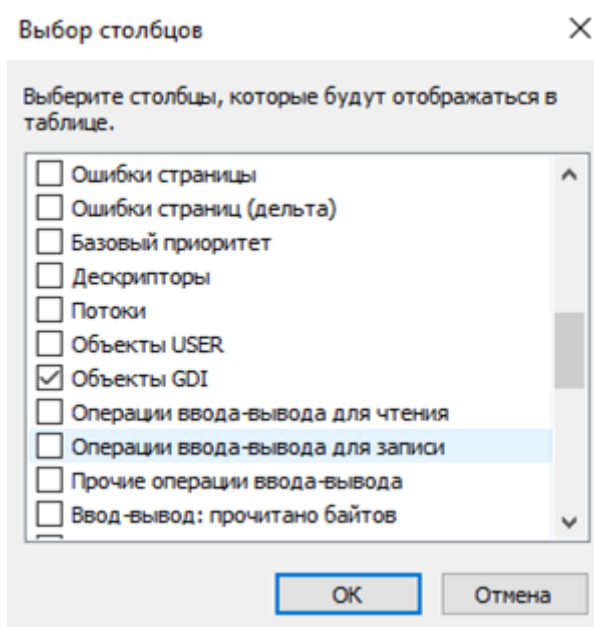 Выбор столбцов
Выберите столбцы, которые будут отображаться в
таблице.
Ошибки страницы
Ошибки страниц (дельта)
Базовый приоритет
Дескрипторы
Потоки
Объекты USER
Объекты GDI
Операции ввода-вывода для чтения
Операции ввода-вывода для записи
Прочие операции ввода-вывода
Ввод-вывод: прочитано байтов
ОК
Отмена